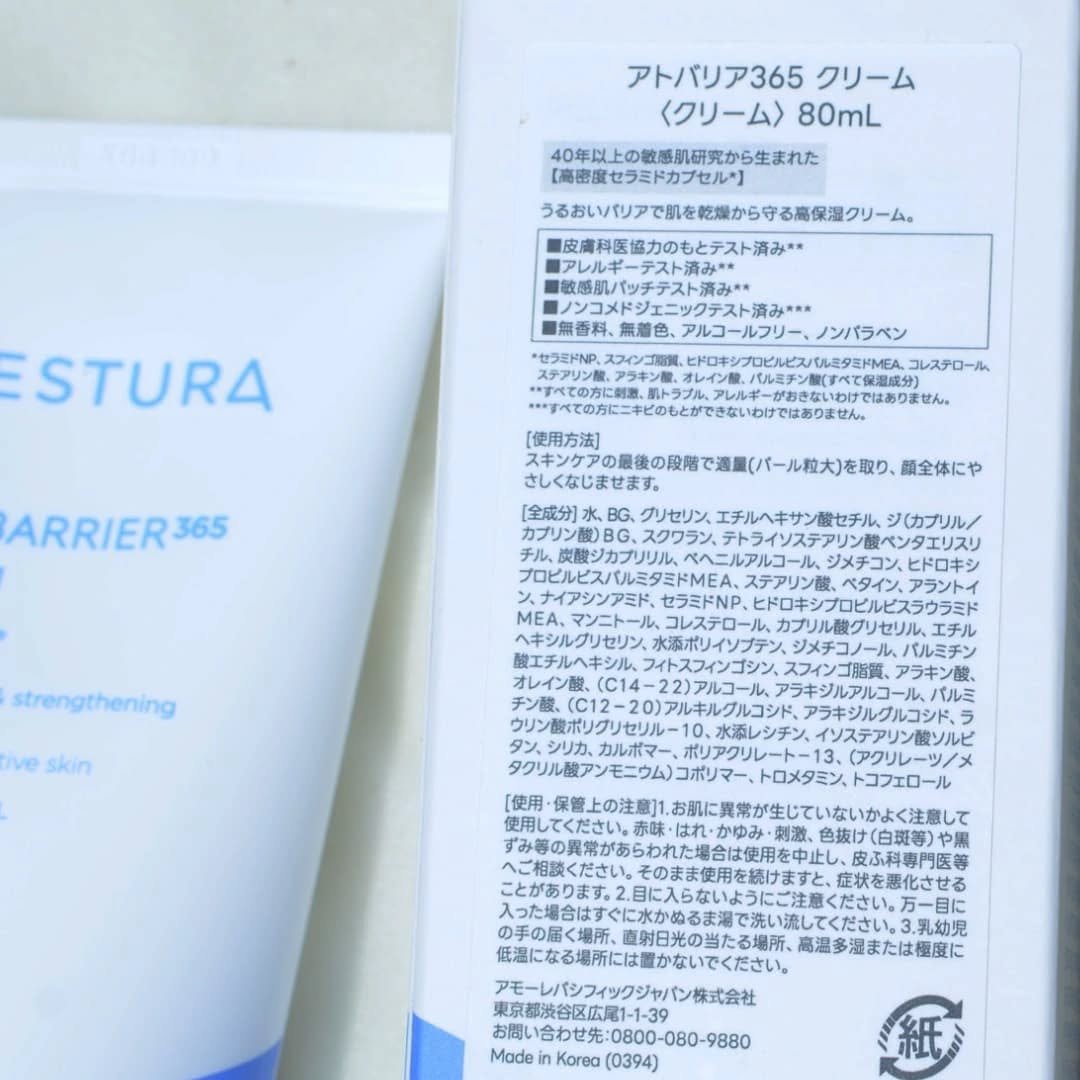 ESTURA
BARRIER365
& strengthening
tive skin
L
アトバリア365 クリーム
〈クリーム〉 80mL
40年以上の敏感肌研究から生まれた
【高密度セラミドカプセル*】
うるおいバリアで肌を乾燥から守る高保湿クリーム。
■皮膚科医協力のもとテスト済み**
■アレルギーテスト済み**
■敏感肌パッチテスト済み**
■ノンコメドジェニックテスト済み***
■無香料、無着色、アルコールフリー、ノンパラベン
*セラミドNP、スフィンゴ脂質、ヒドロキシプロピルビスパルミタミドMEA、コレステロール、
ステアリン酸、アラキン酸、オレイン酸、パルミチン酸(すべて保湿成分)
**すべての方に刺激、肌トラブル、アレルギーがおきないわけではありません。
***すべての方にニキビのもとができないわけではありません。
[使用方法]
スキンケアの最後の段階で適量(パール粒大)を取り、顔全体にや
さしくなじませます。
[全成分] 水、BG、グリセリン、エチルヘキサン酸セチル、ジ(カプリル/
カプリン酸)BG、スクワラン、テトライソステアリン酸ペンタエリスリ
チル、炭酸ジカプリリル、ベヘニルアルコール、ジメチコン、ヒドロキシ
プロピルビスパルミタミドMEA、ステアリン酸、ベタイン、アラントイ
ン、ナイアシンアミド、セラミドNP、ヒドロキシプロピルビスラウラミド
MEA、マンニトール、コレステロール、カプリル酸グリセリル、エチル
ヘキシルグリセリン、水添ポリイソブテン、ジメチコノール、パルミチン
酸エチルヘキシル、フィトスフィンゴシン、スフィンゴ脂質、アラキン酸、
オレイン酸、(C14-22)アルコール、アラキジルアルコール、パルミ
チン酸、(C12-20)アルキルグルコシド、アラキジルグルコシド、ラ
ウリン酸ポリグリセリル-10、水添レシチン、イソステアリン酸ソルビ
タン、シリカ、カルボマー、ポリアクリレート-13、(アクリレーツ/メ
タクリル酸アンモニウム)コポリマー、トロメタミン、トコフェロール
[使用・保管上の注意]1.お肌に異常が生じていないかよく注意して
使用してください。赤味・はれ・かゆみ・刺激、色抜け(白斑等)や黒
ずみ等の異常があらわれた場合は使用を中止し、皮ふ科専門医等
へご相談ください。そのまま使用を続けますと、症状を悪化させる
ことがあります。2.目に入らないようにご注意ください。万一目に
入った場合はすぐに水かぬるま湯で洗い流してください。3.乳幼児
の手の届く場所、直射日光の当たる場所、高温多湿または極度に
低温になる場所には置かないでください。
アモーレパシフィックジャパン株式会社
東京都渋谷区広尾1-1-39
お問い合わせ先：0800-080-9880
Made in Korea (0394)
紙